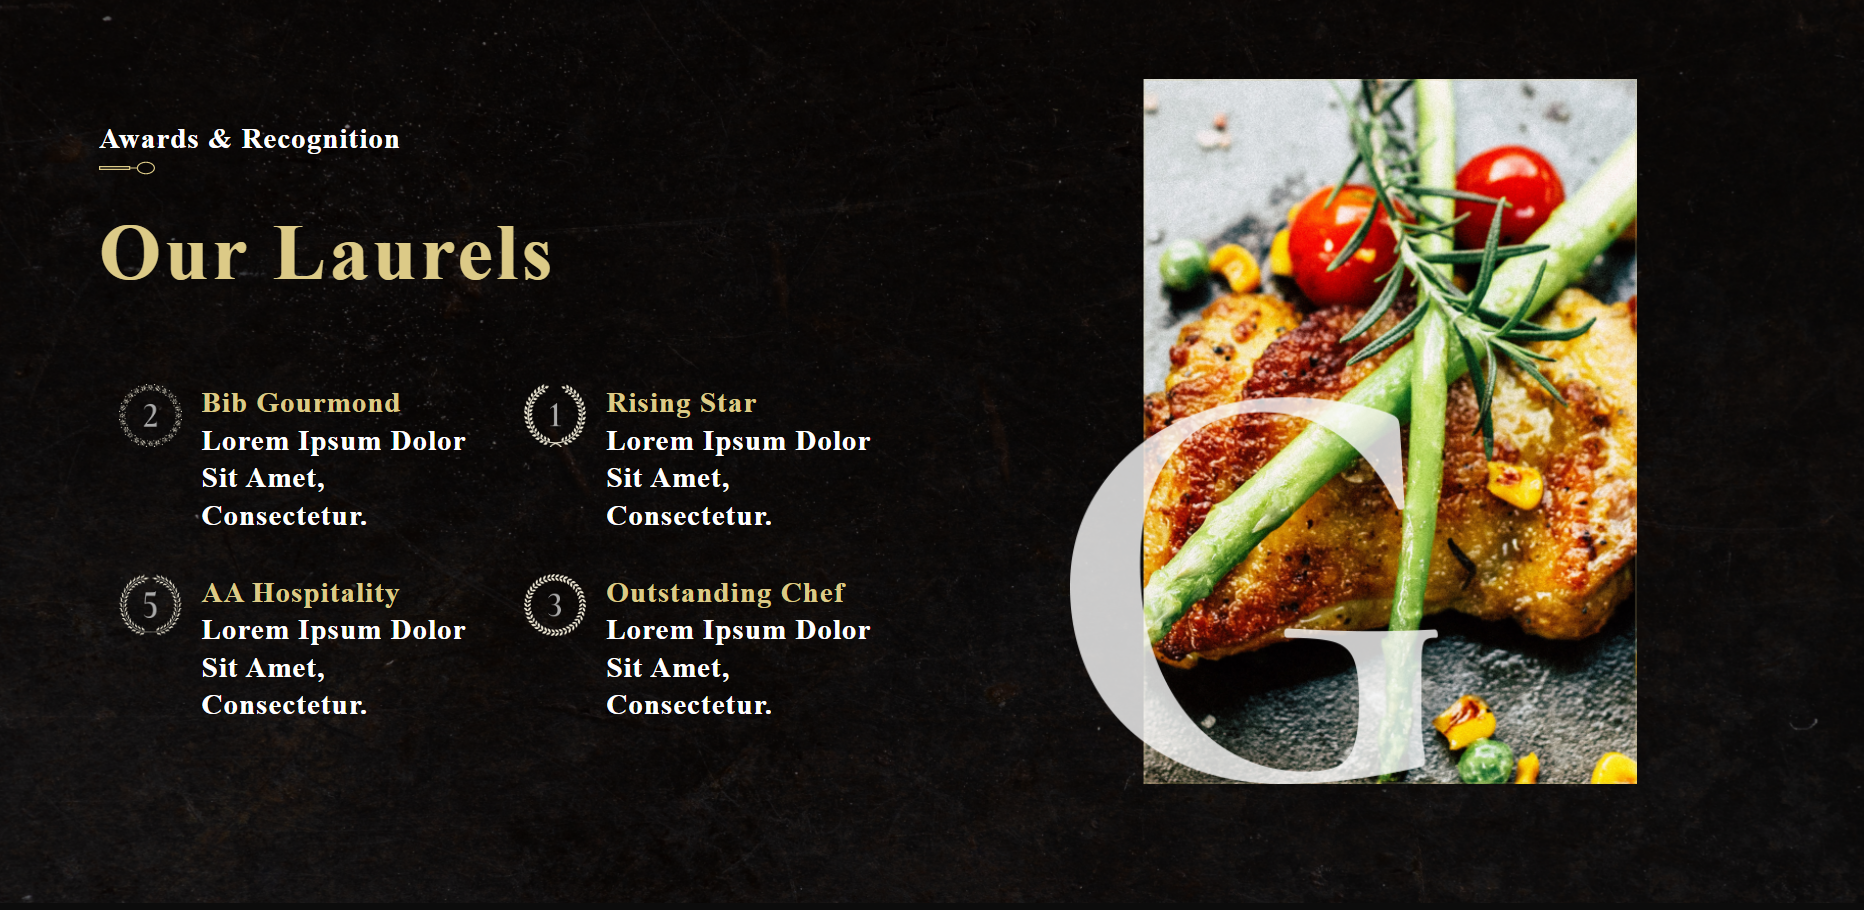 Awards & Recognition
Our Laurels
2
Bib Gourmond
Lorem Ipsum Dolor
Sit Amet,
Consectetur.
1
Rising Star
Lorem Ipsum Dolor
Sit Amet,
Consectetur.
5
AA Hospitality
Lorem Ipsum Dolor
Sit Amet,
Consectetur.
3
Outstanding Chef
Lorem Ipsum Dolor
Sit Amet,
Consectetur.
G